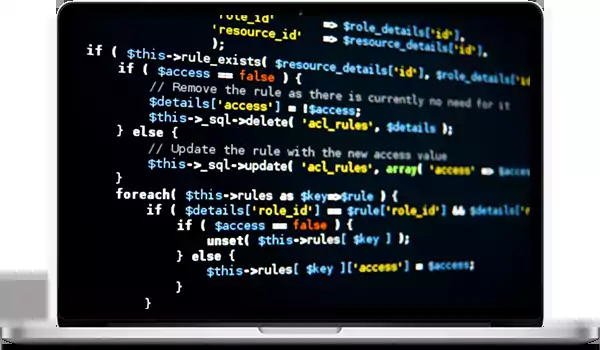 'role_id' => $role_details['id'],
'resource_id' => $resource_details['id'],
);
if ( $this->rule_exists( $resource_details['id'], $role_details['id'],
if ( $access == false ) {
// Remove the rule as there is currently no need for it
$details['access'] = !$access;
$this->_sql->delete( 'acl_rules', $details );
} else {
// Update the rule with the new access value
$this->_sql->update( 'acl_rules', array( 'access' => $access
}
foreach( $this->rules as $key=>$rule ) {
if ( $details['role_id'] == $rule['role_id'] && $details['r
if ( $access == false ) {
unset( $this->rules[ $key ] );
} else {
$this->rules[ $key ]['access'] = $access;
}
}